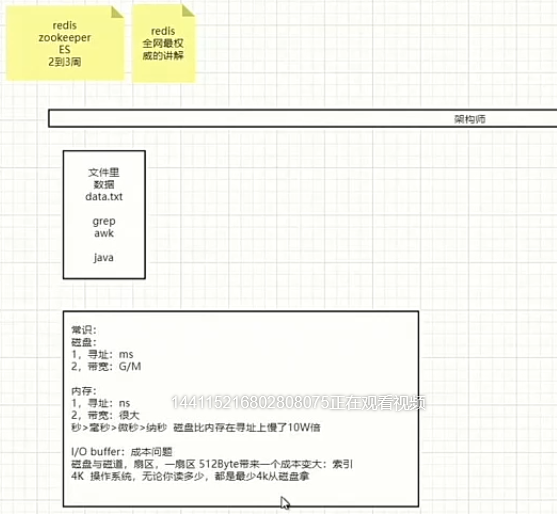 redis
zookeeper
ES
2到3周
redis
全网最权
威的讲解
架构师
文件里
数据
data.txt
grep
awk
java
常识：
磁盘：
1，寻址：ms
2，带宽：G/M
内存：
1，寻址：ns
2，带宽：很大
秒>毫秒>微秒>纳秒 磁盘比内存在寻址上慢了10W倍
I/O buffer：成本问题
磁盘与磁道，扇区，一扇区 512Byte带来一个成本变大：索引
4K 操作系统，无论你读多少，都是最少4k从磁盘拿
144115216802808075正在观看视频